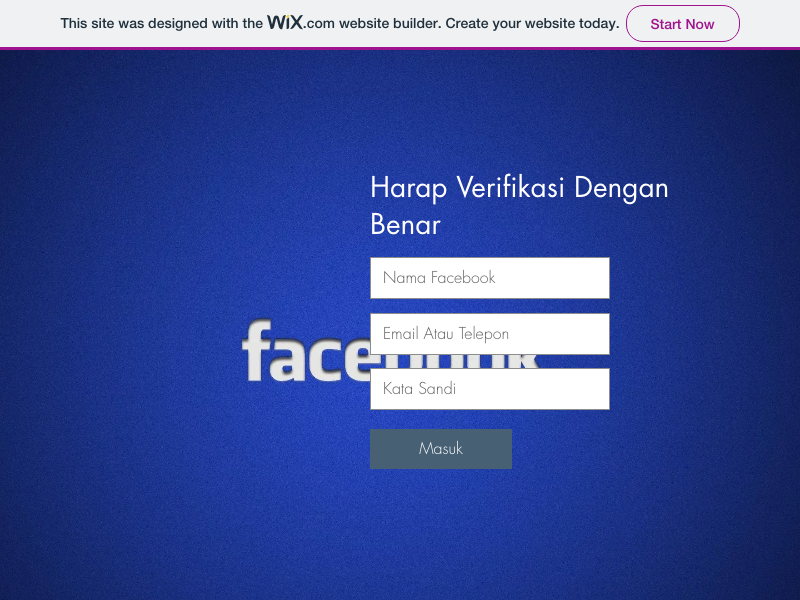 This site was designed with the WiX.com website builder. Create your website today.
Start Now
Harap Verifikasi Dengan
Benar
Nama Facebook
Email Atau Telepon
facebook
Kata Sandi
Masuk